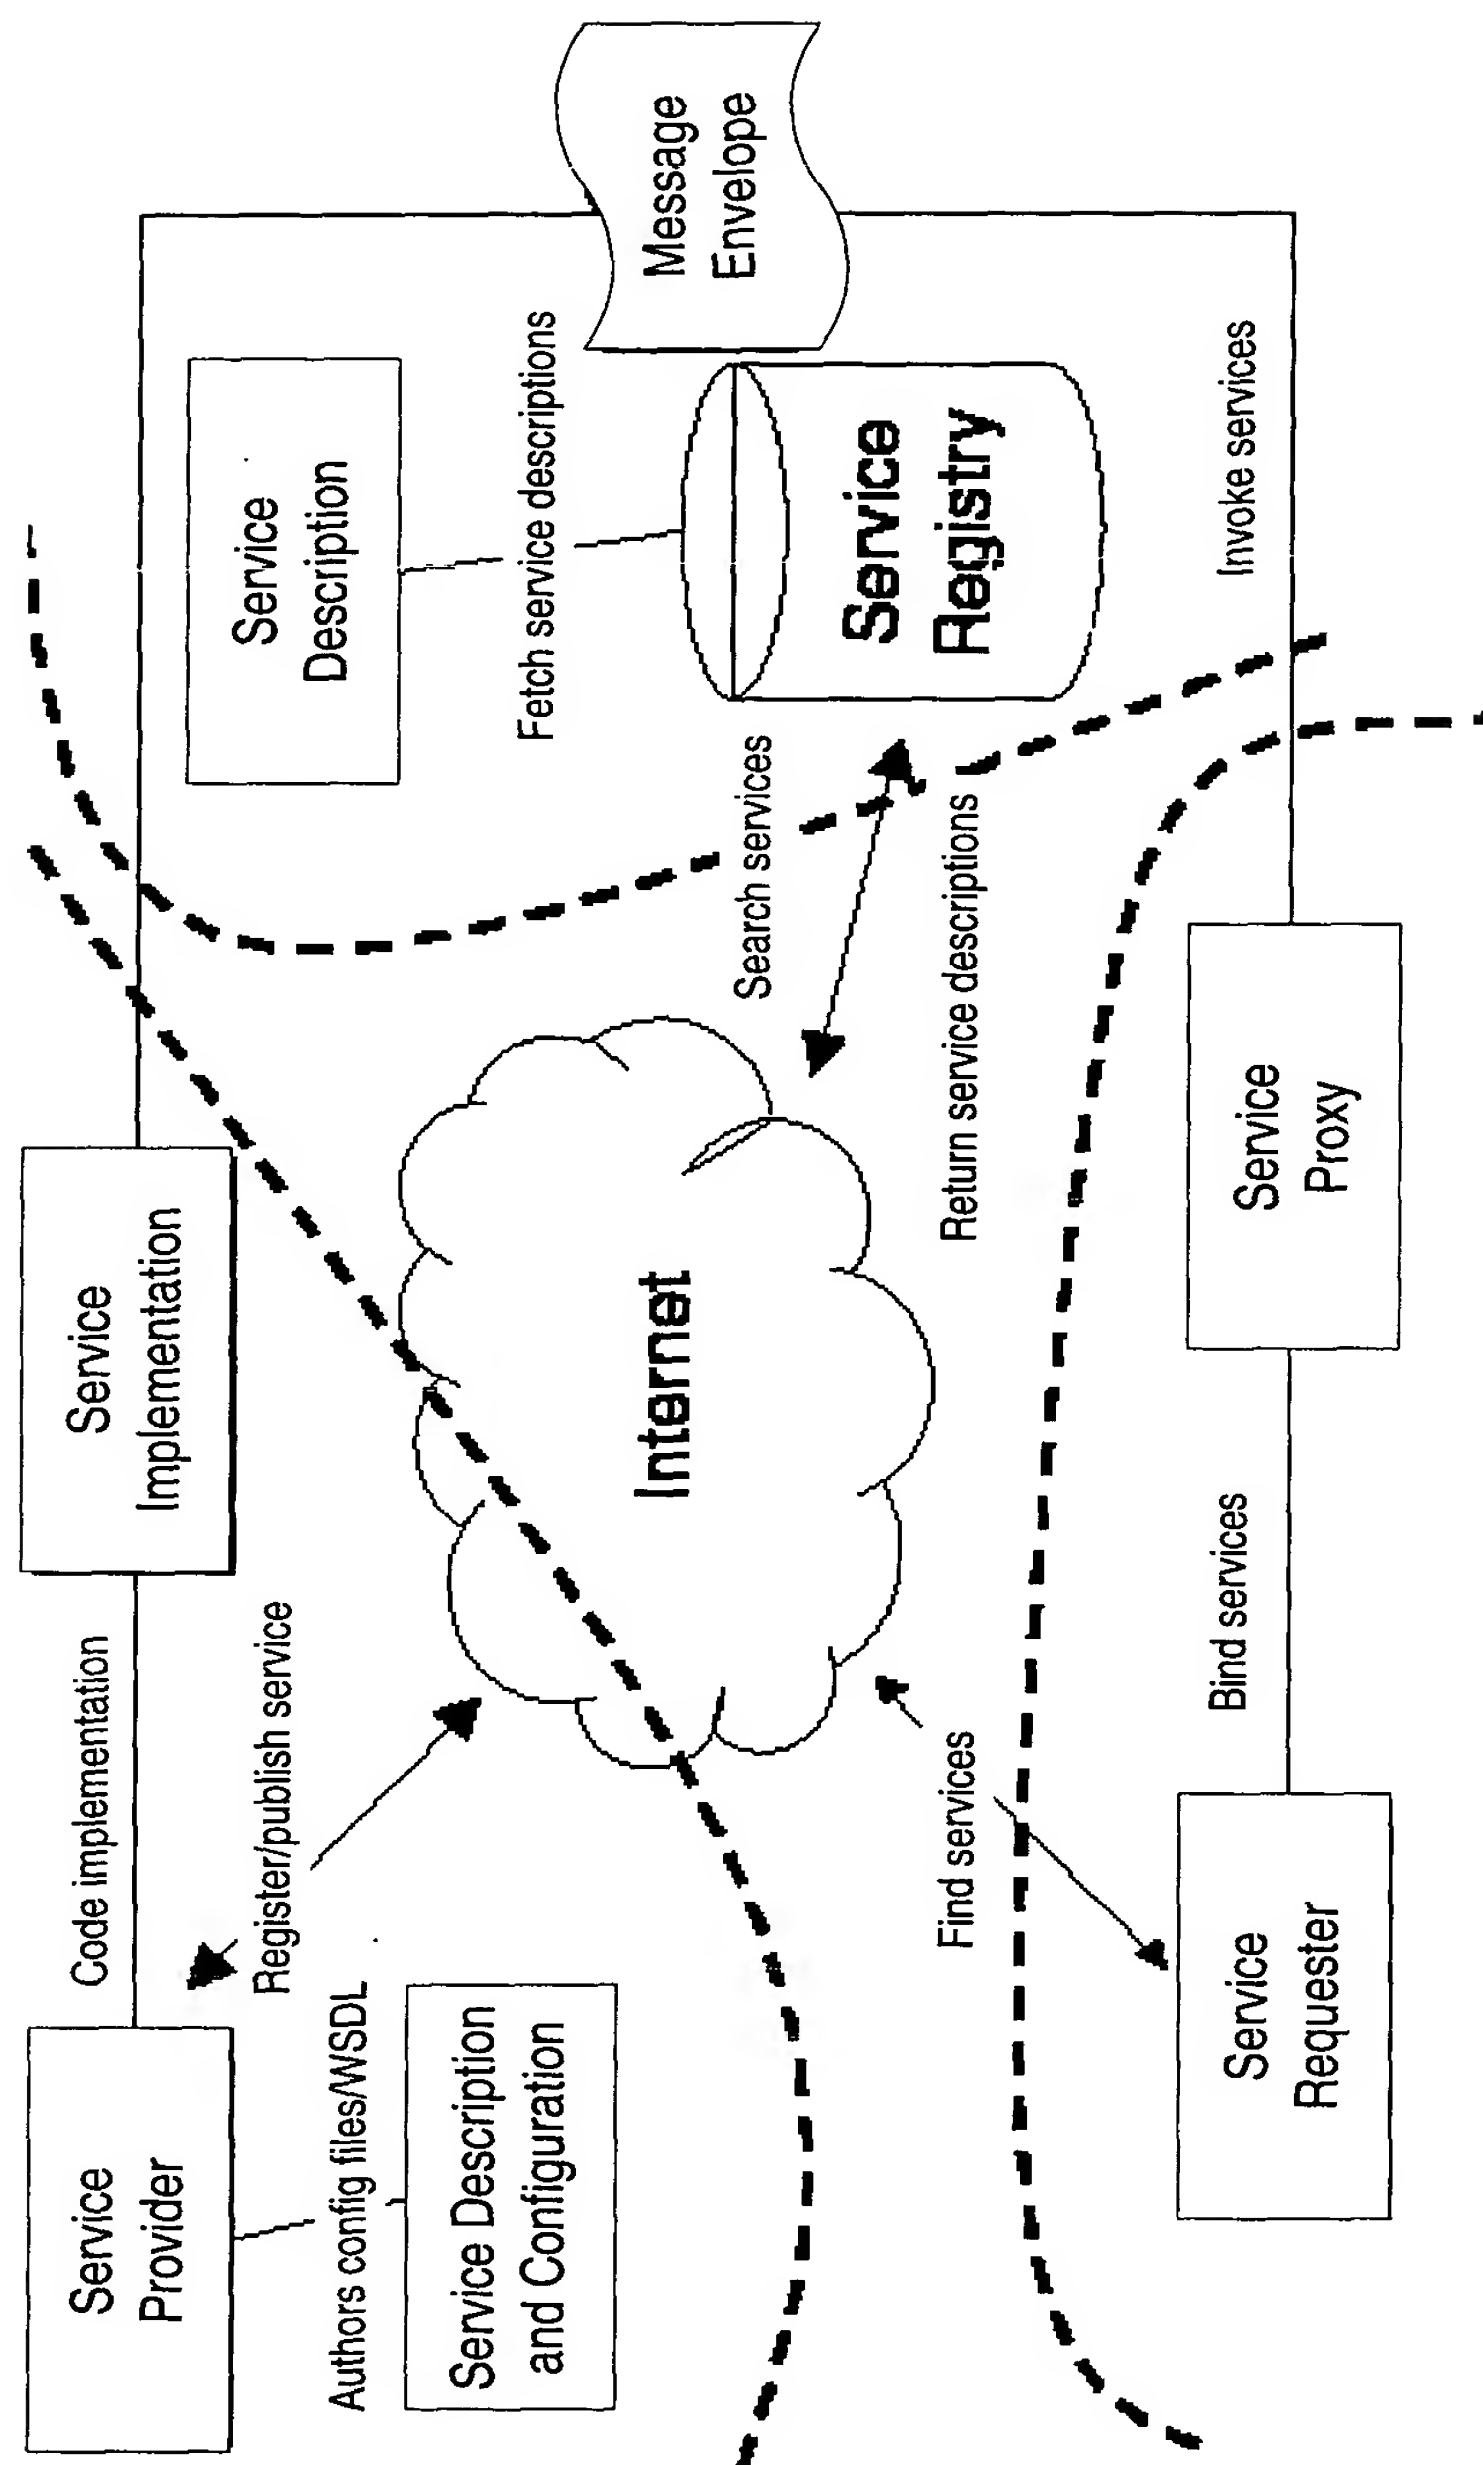 Service
Provider
Code implementation
Service
Implementation
Authors config files/WSDL
Register/publish service
Service Description
and Configuration
Service
Description
Fetch service descriptions
Message
Envelope
Internet
Search services
Service
Registry
Find services
Return service descriptions
Service
Requester
Bind services
Service
Proxy
Invoke services